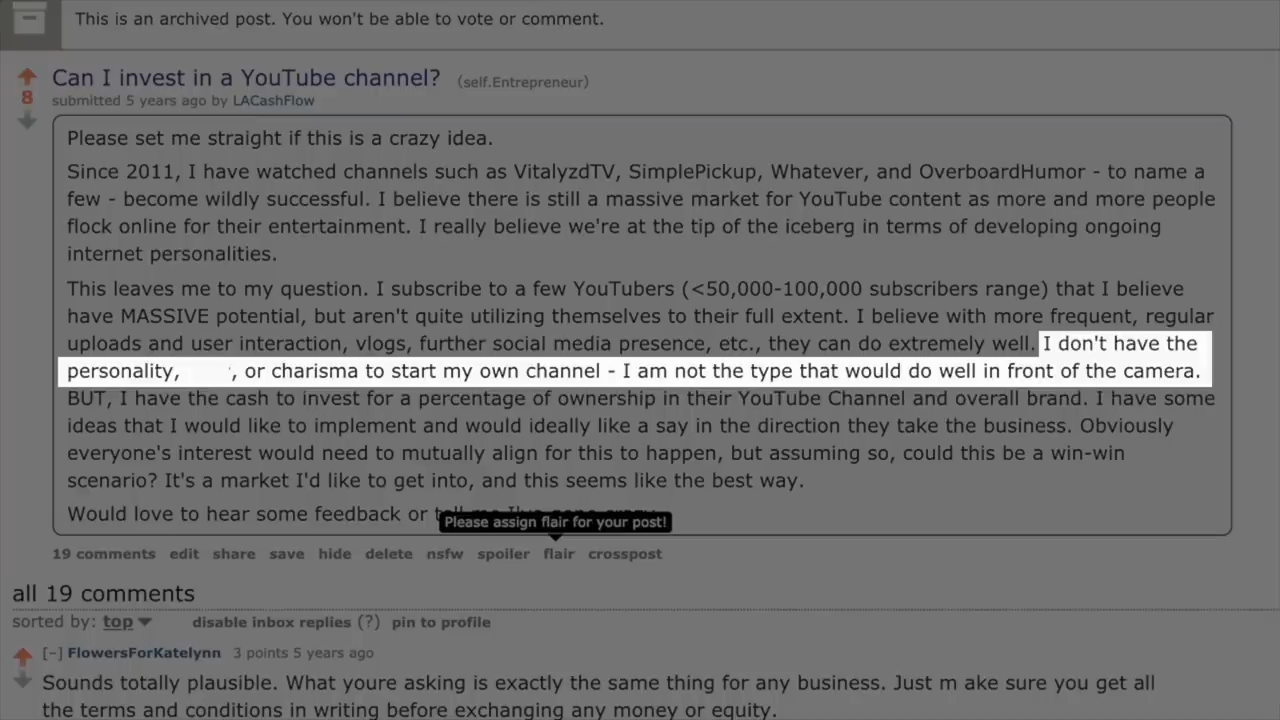 This is an archived post. You won't be able to vote or comment.
Can I invest in a YouTube channel? (self.Entrepreneur)
8
submitted 5 years ago by LACashFlow
Please set me straight if this is a crazy idea.
Since 2011, I have watched channels such as VitalyzdTV, SimplePickup, Whatever, and OverboardHumor - to name a
few - become wildly successful. I believe there is still a massive market for YouTube content as more and more people
flock online for their entertainment. I really believe we're at the tip of the iceberg in terms of developing ongoing
internet personalities.
This leaves me to my question. I subscribe to a few YouTubers (<50,000-100,000 subscribers range) that I believe
have MASSIVE potential, but aren't quite utilizing themselves to their full extent. I believe with more frequent, regular
uploads and user interaction, vlogs, further social media presence, etc., they can do extremely well. I don't have the
personality, , or charisma to start my own channel - I am not the type that would do well in front of the camera.
BUT, I have the cash to invest for a percentage of ownership in their YouTube Channel and overall brand. I have some
ideas that I would like to implement and would ideally like a say in the direction they take the business. Obviously
everyone's interest would need to mutually align for this to happen, but assuming so, could this be a win-win
scenario? It's a market I'd like to get into, and this seems like the best way.
Would love to hear some feedback or
Please assign flair for your post!
19 comments edit share save hide delete nsfw spoiler flair crosspost
all 19 comments
sorted by: top disable inbox replies (?) pin to profile
[–] FlowersForKatelynn 3 points 5 years ago
Sounds totally plausible. What youre asking is exactly the same thing for any business. Just m ake sure you get all
the terms and conditions in writing before exchanging any money or equity.